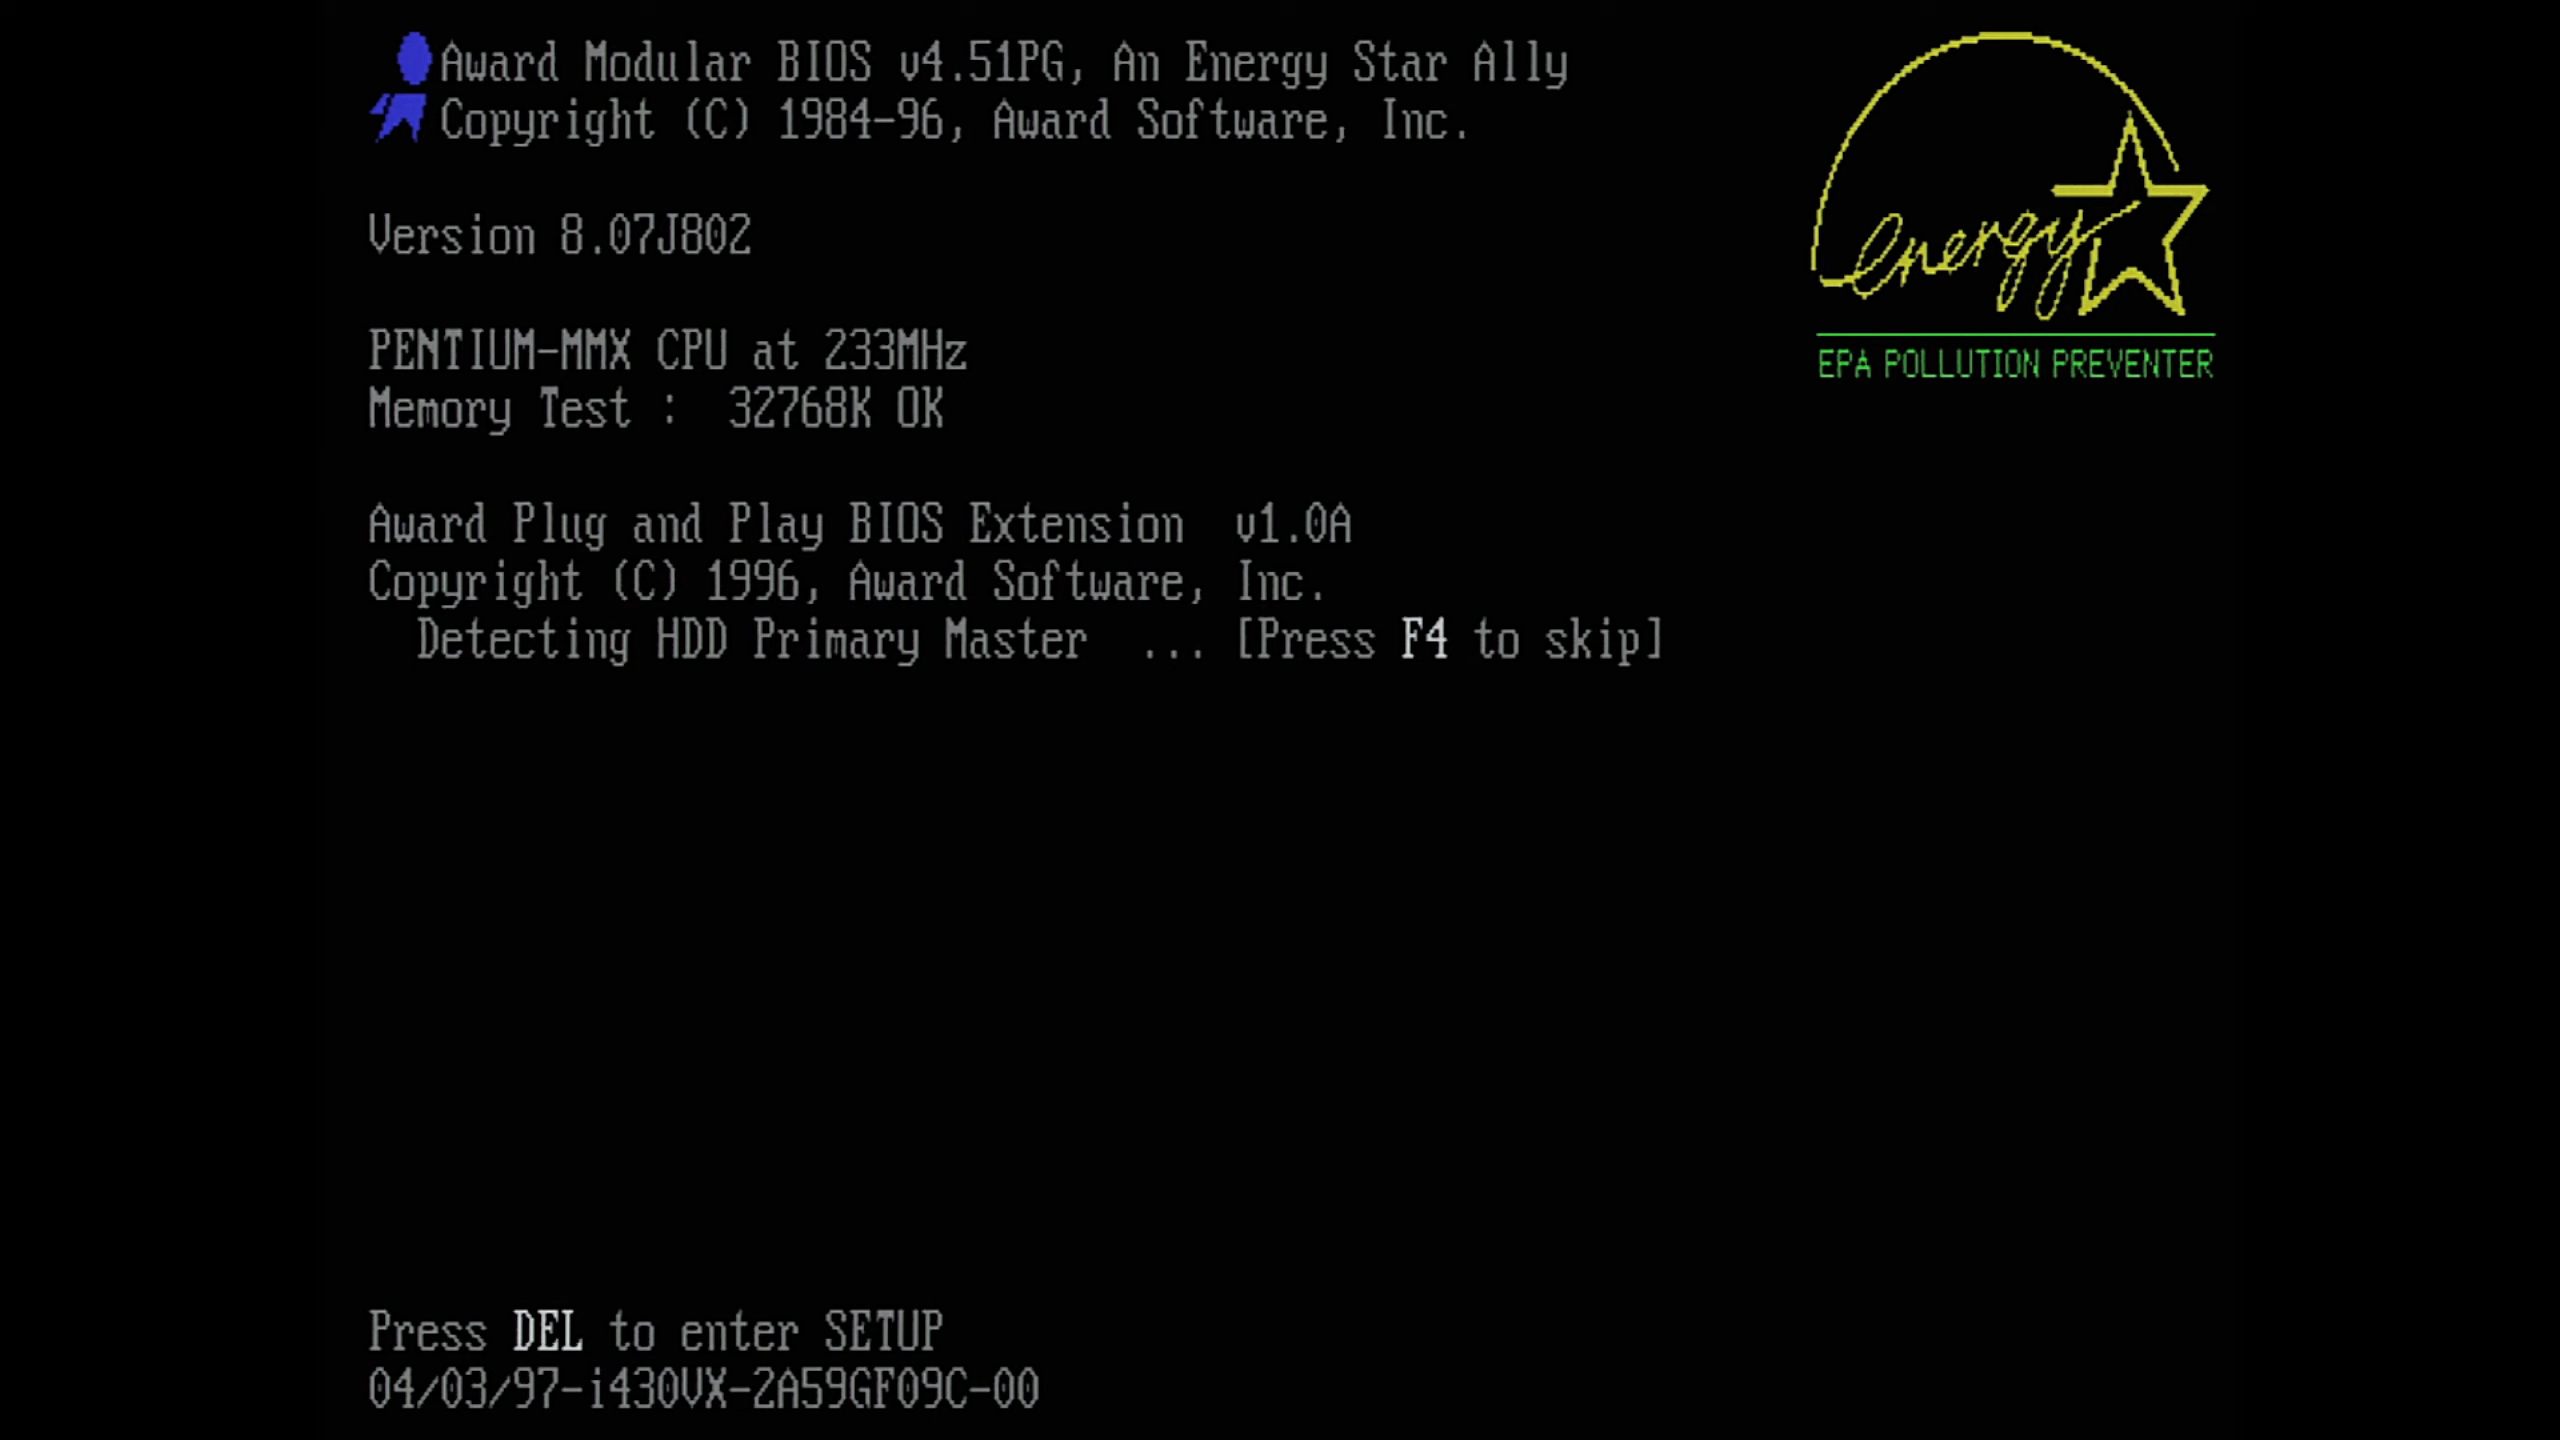 Award Modular BIOS v4.51PG, An Energy Star Ally
Copyright (C) 1984-96, Award Software, Inc.
energy
EPA POLLUTION PREVENTER
Version 8.07J802
PENTIUM-MMX CPU at 233MHz
Memory Test :  32768K OK
Award Plug and Play BIOS Extension  v1.0A
Copyright (C) 1996, Award Software, Inc.
Detecting HDD Primary Master  ... [Press F4 to skip]
Press DEL to enter SETUP
04/03/97-i430VX-2A59GF09C-00